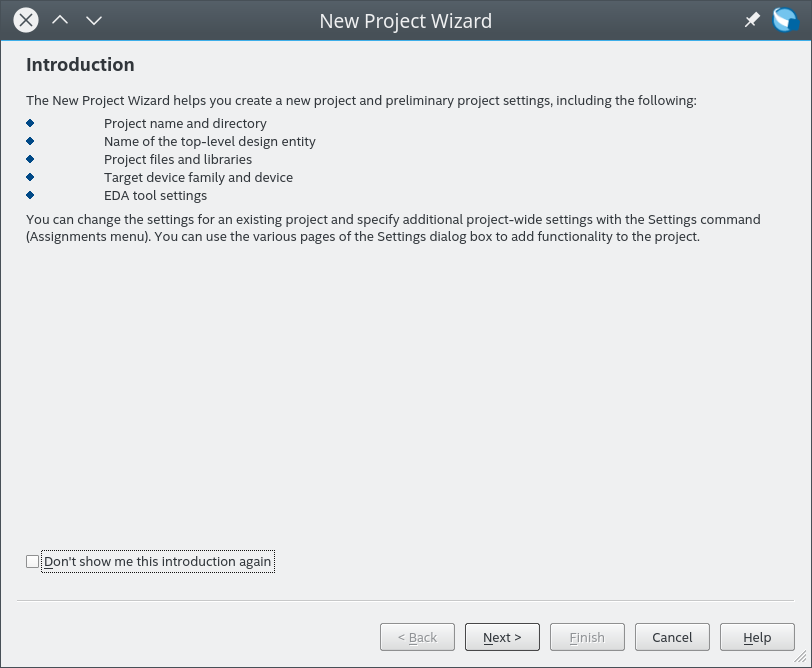 New Project Wizard
Introduction
The New Project Wizard helps you create a new project and preliminary project settings, including the following:
Project name and directory
Name of the top-level design entity
Project files and libraries
Target device family and device
EDA tool settings
You can change the settings for an existing project and specify additional project-wide settings with the Settings command
(Assignments menu). You can use the various pages of the Settings dialog box to add functionality to the project.
Don't show me this introduction again
< Back
Next >
Finish
Cancel
Help